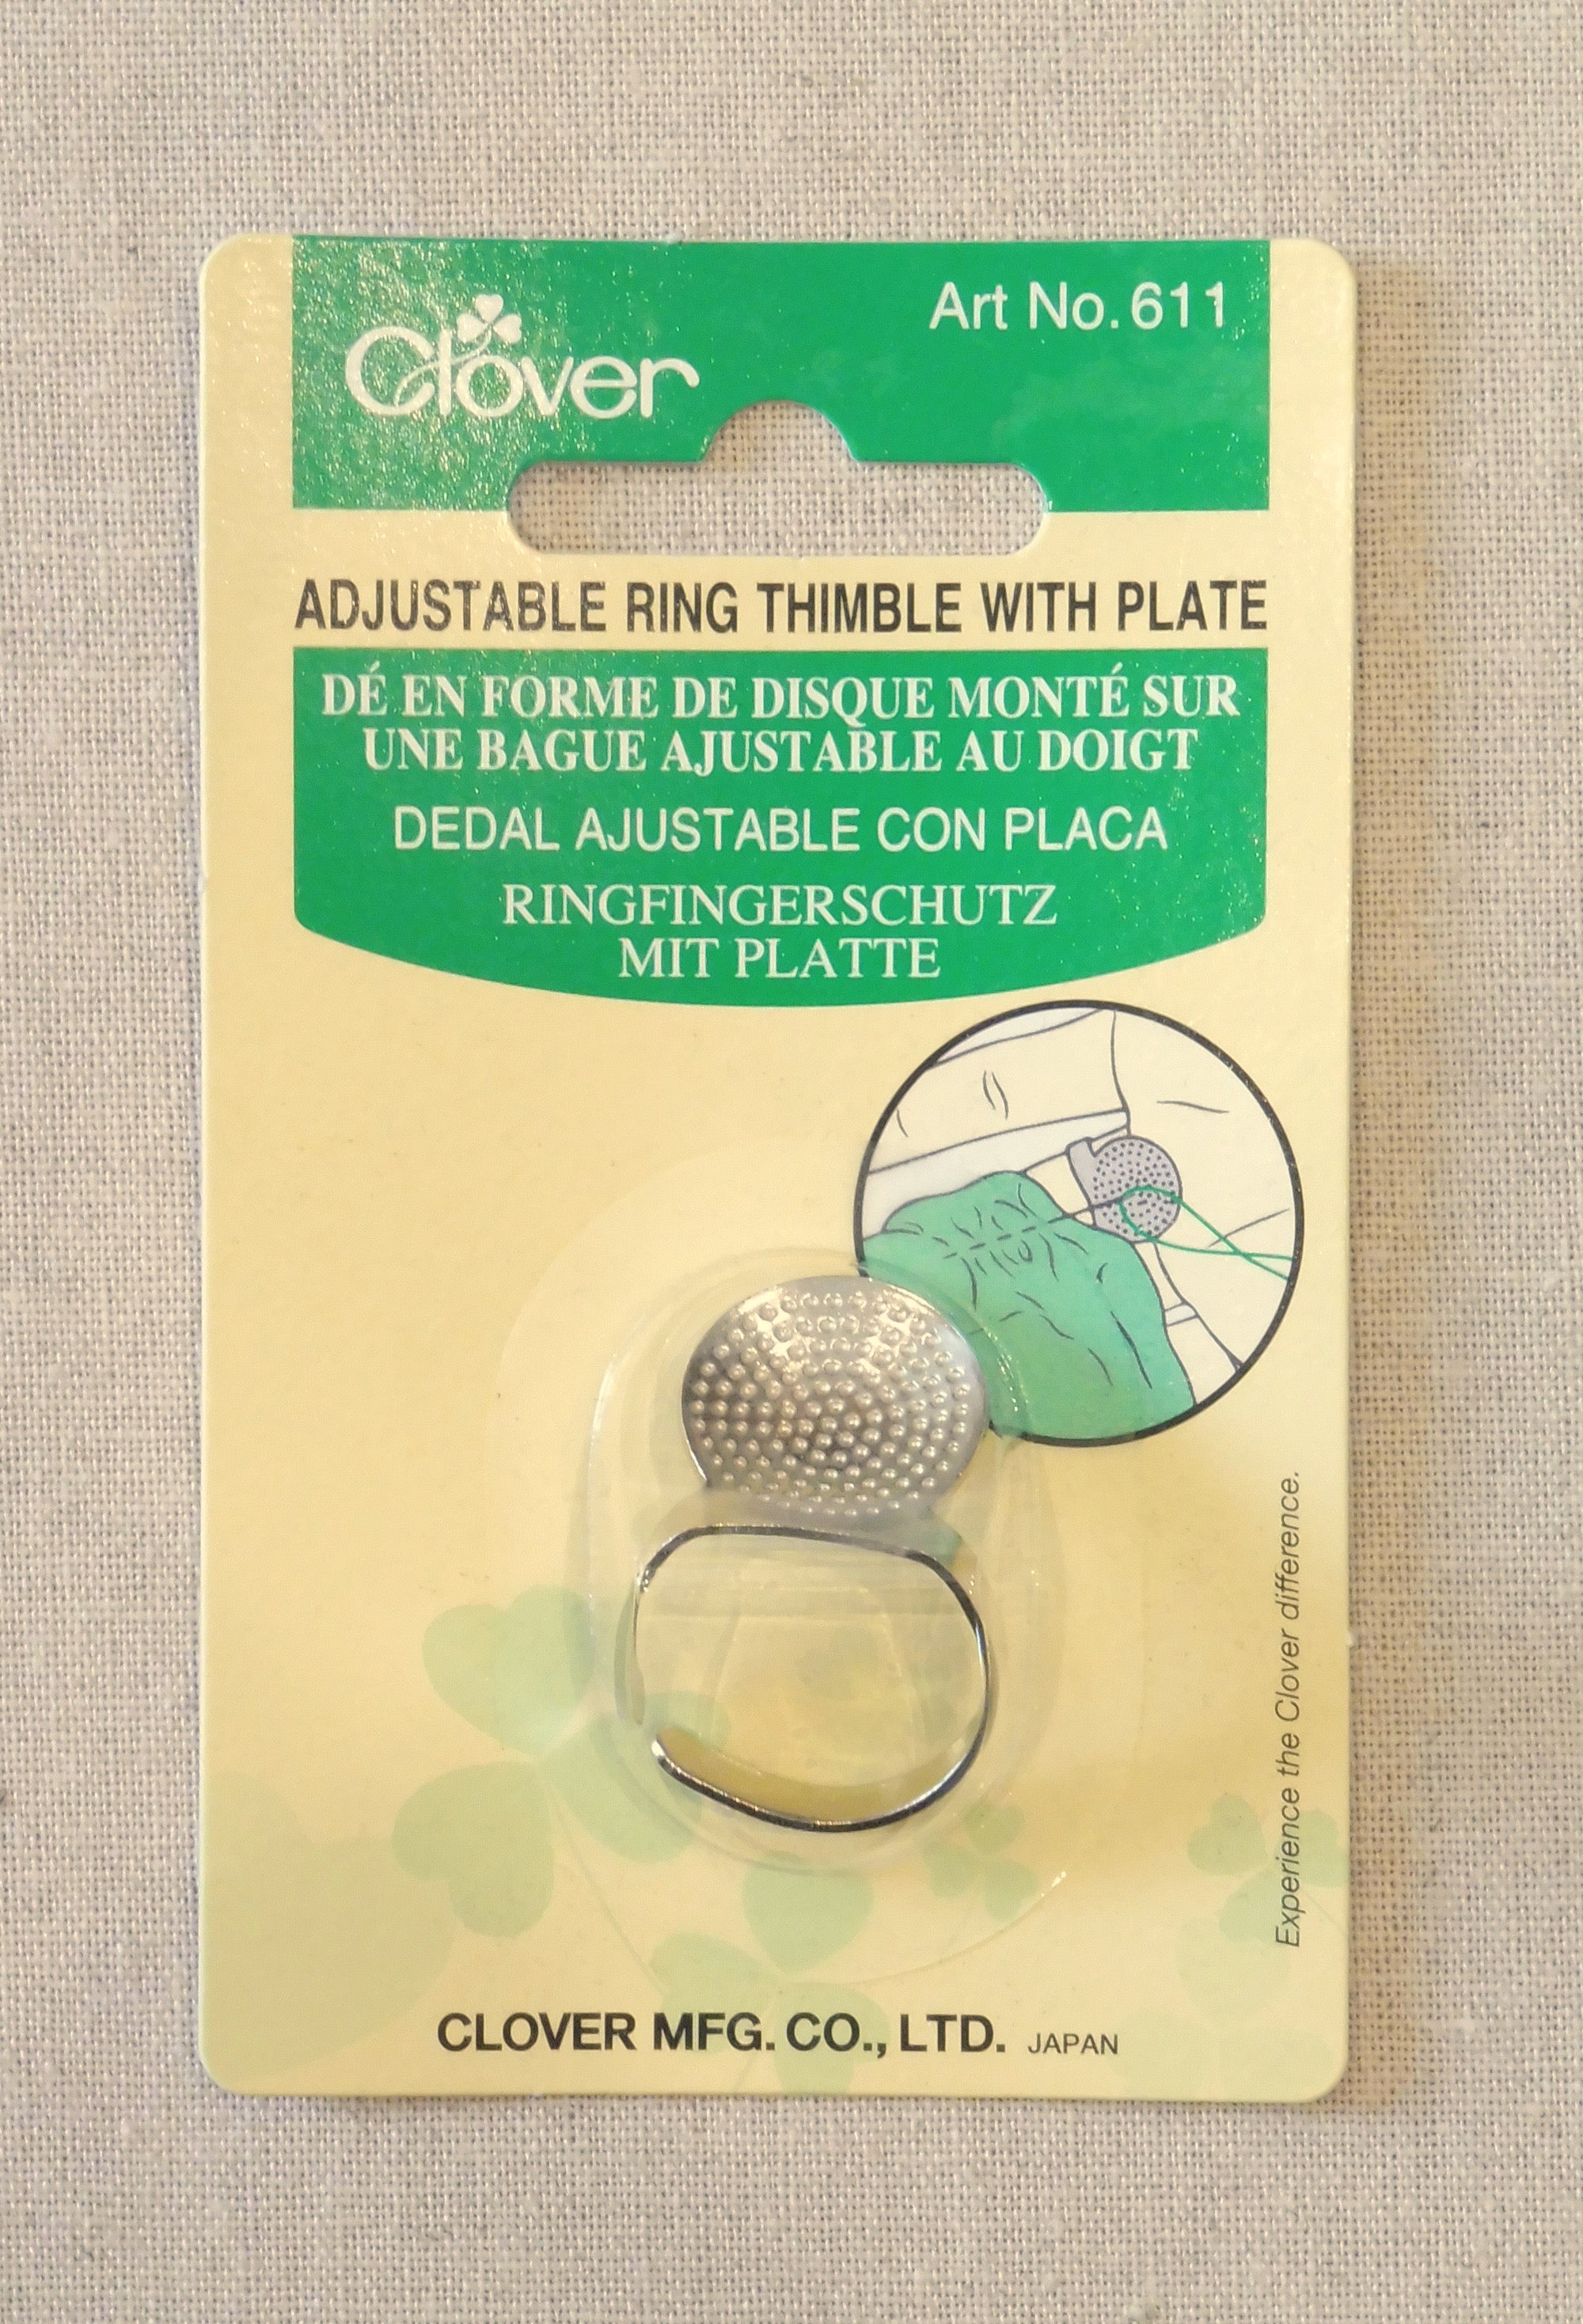 Clover
Art No. 611
ADJUSTABLE RING THIMBLE WITH PLATE
DÉ EN FORME DE DISQUE MONTÉ SUR
UNE BAGUE AJUSTABLE AU DOIGT
DEDAL AJUSTABLE CON PLACA
RINGFINGERSCHUTZ
MIT PLATTE
Experience the Clover difference.
CLOVER MFG. CO., LTD. JAPAN